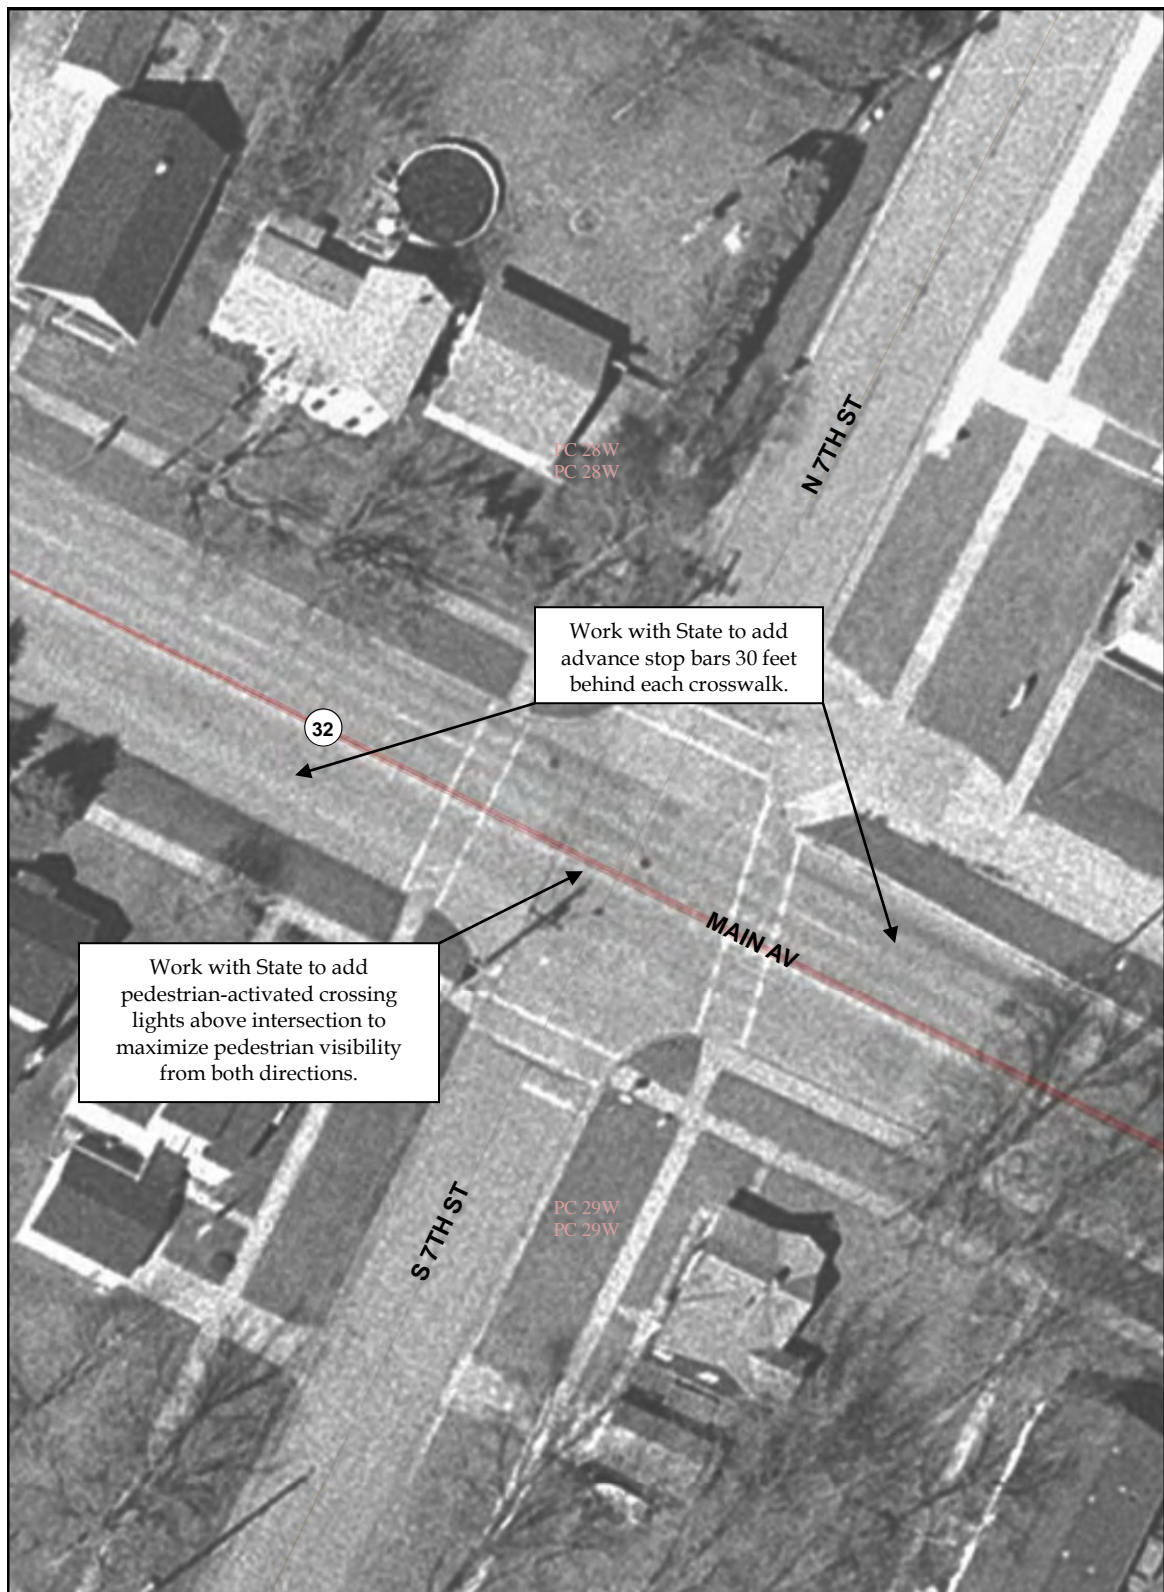 PC 28W
PC 28W
N 7TH ST
Work with State to add
advance stop bars 30 feet
behind each crosswalk.
32
MAIN AV
Work with State to add
pedestrian-activated crossing
lights above intersection to
maximize pedestrian visibility
from both directions.
S 7TH ST
PC 29W
PC 29W